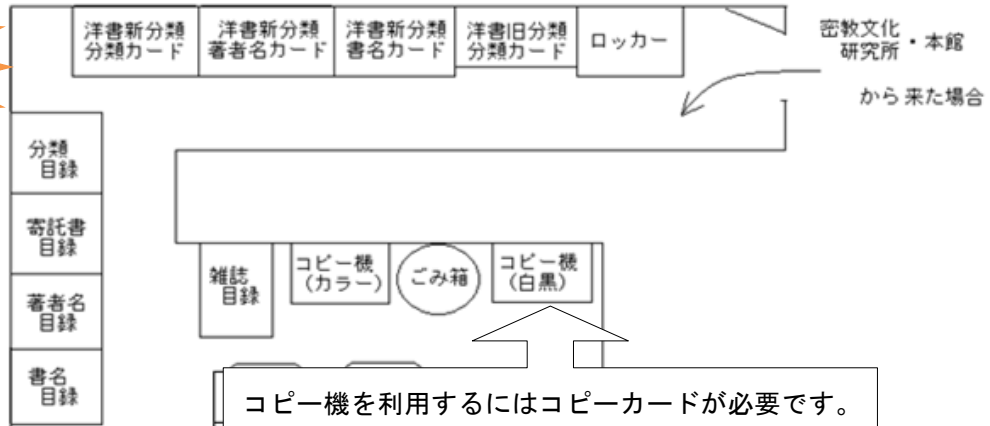 洋書新分類
分類カード
洋書新分類
著者名カード
洋書新分類
書名カード
洋書旧分類
分類カード
ロッカー
密教文化
研究所・本館
から来た場合
分類
目録
寄託書
目録
著者名
目録
書名
目録
雑誌
目録
コピー機
(カラー)
ごみ箱
コピー機
(白黒)
コピー機を利用するにはコピーカードが必要です。